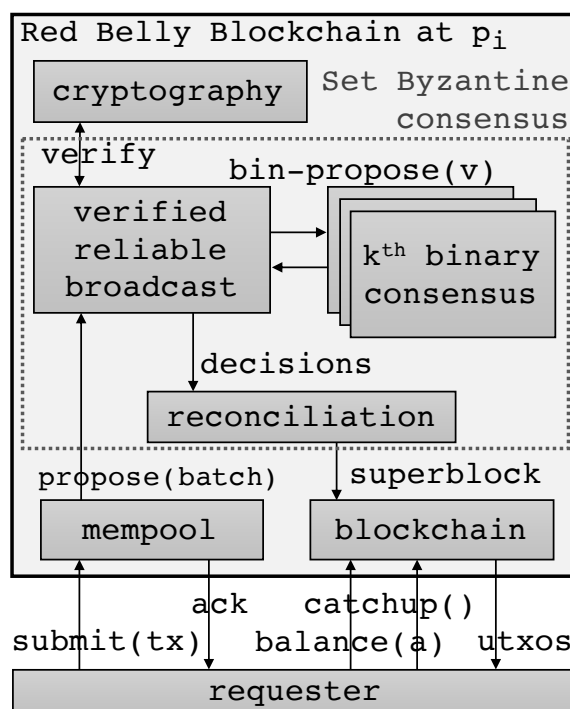 Red Belly Blockchain at pi
Set Byzantine
consensus
cryptography
verify
bin-propose(v)
verified
reliable
broadcast
kth binary
consensus
decisions
reconciliation
superblock
propose(batch)
mempool
blockchain
ack
catchup()
submit(tx)
balance(a)
utxos
requester